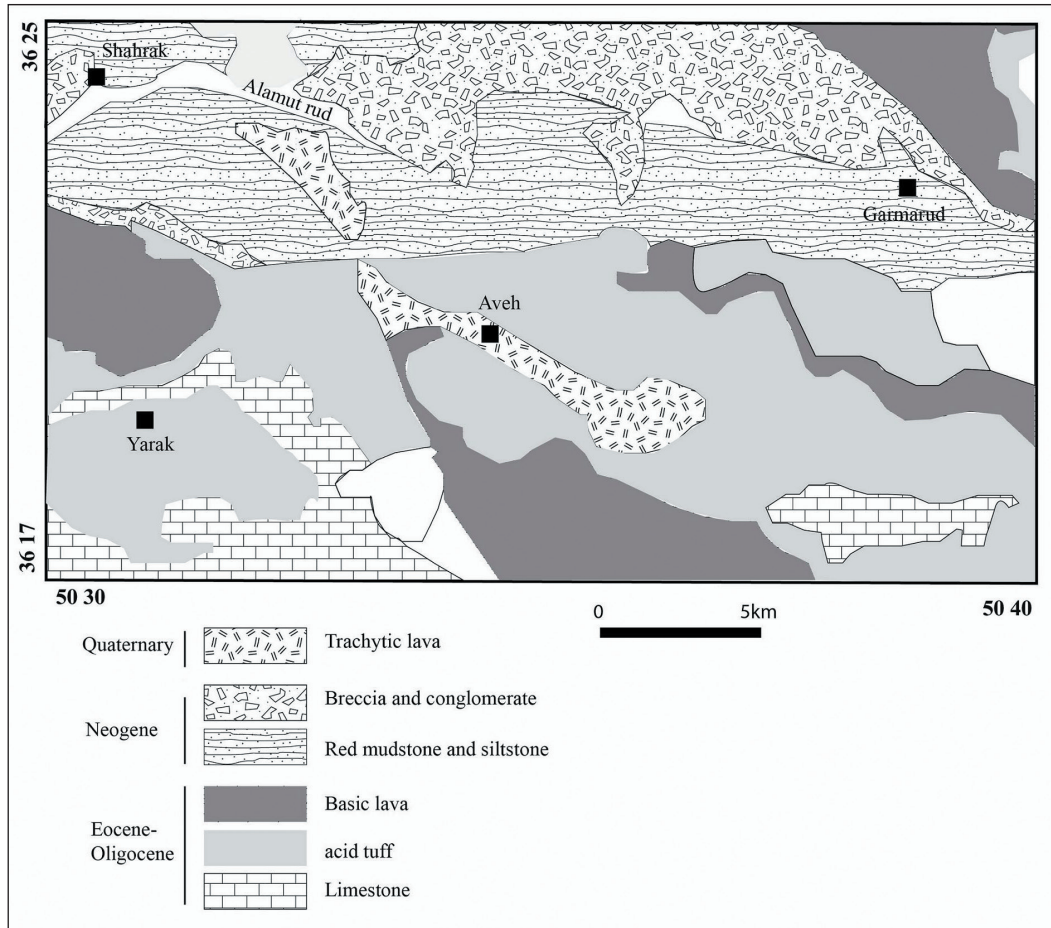 36 25
Shahrak
Alamut rud
Garmarud
Aveh
Yarak
36 17
50 30
0
5km
50 40
Quaternary
Trachytic lava
Neogene
Breccia and conglomerate
Red mudstone and siltstone
Eocene-
Oligocene
Basic lava
acid tuff
Limestone